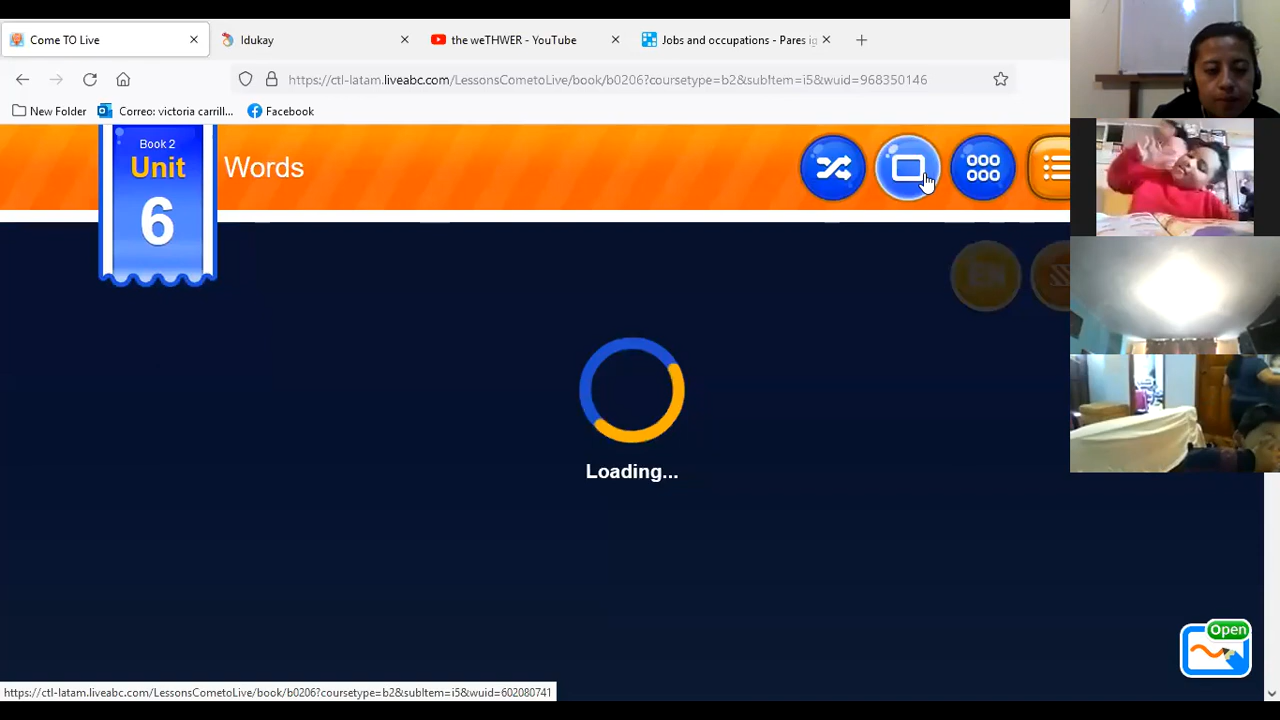 Come TO Live
Idukay
the weTHWER - YouTube
Jobs and occupations - Pares ig
https://ctl-latam.liveabc.com/LessonsCometoLive/book/b0206?coursetype=b2&subItem=i5&wuid=968350146
New Folder
Correo: victoria carrill...
Facebook
Book 2
Unit
6
Words
EN
Loading...
Open
https://ctl-latam.liveabc.com/LessonsCometoLive/book/b0206?coursetype=b2&subItem=i5&wuid=602080741